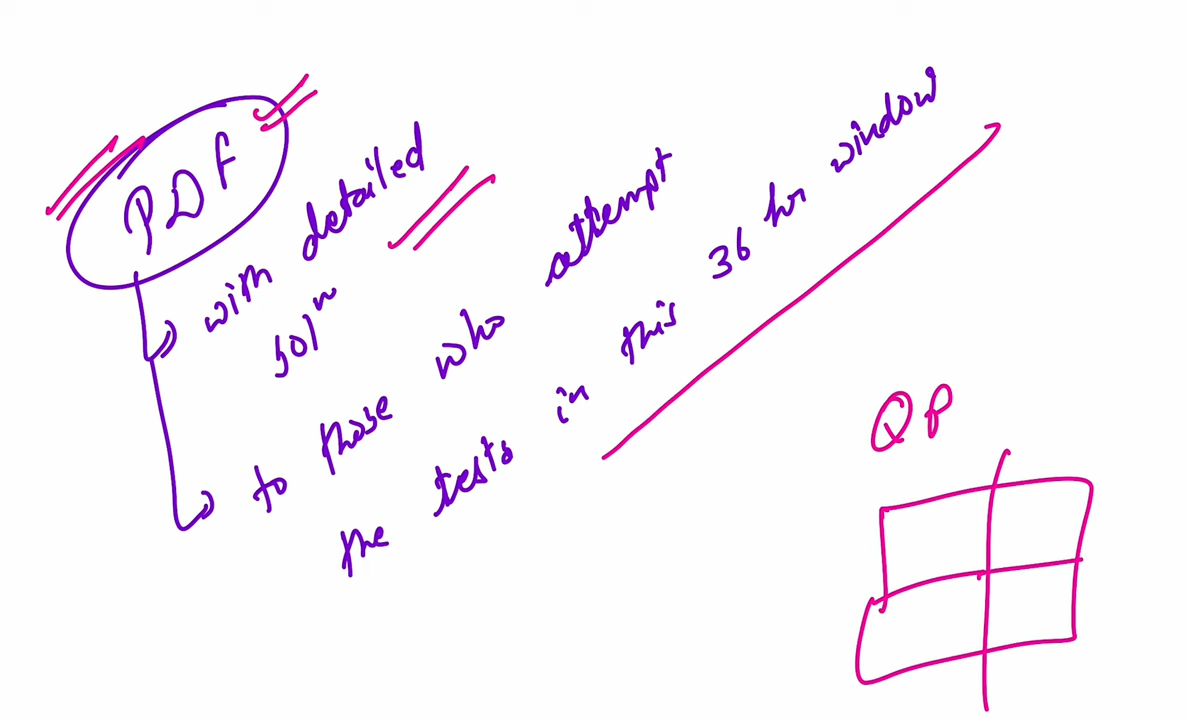 PDF
with detailed
solⁿ
to those who attempt
the tests in this 36 hr window
QP